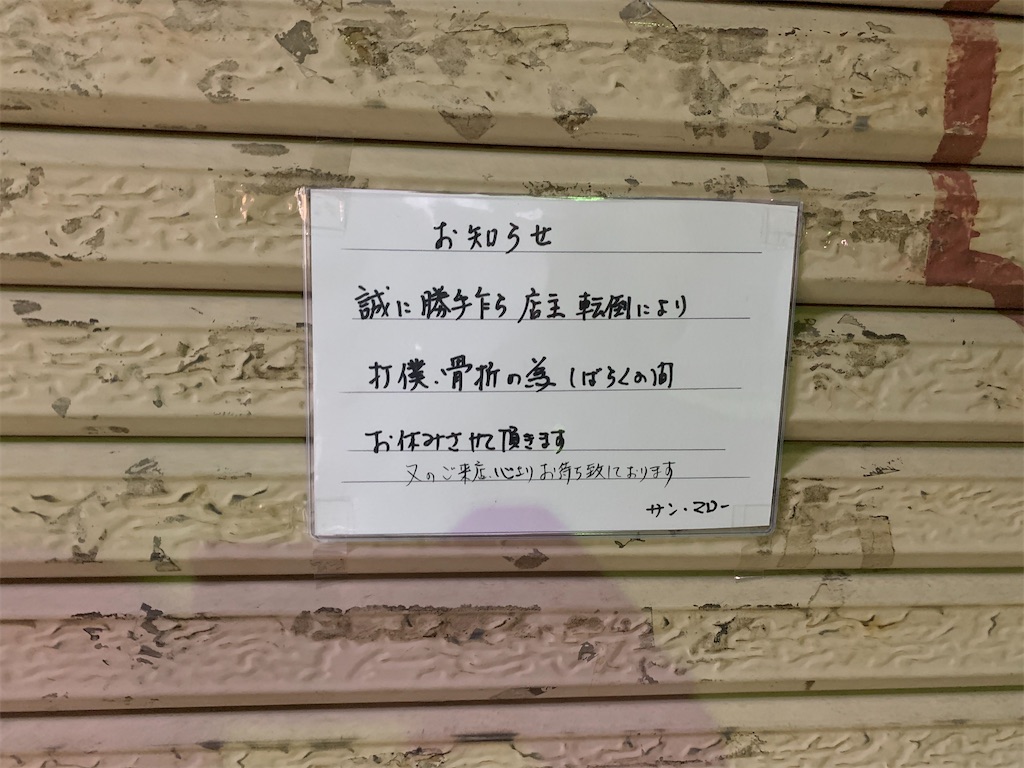 お知らせ
誠に勝手乍ら店主転倒により
打僕、骨折の為しばらくの間
お休みさせて頂きます
又のご来店、心よりお待ち致しております
サン・マロー